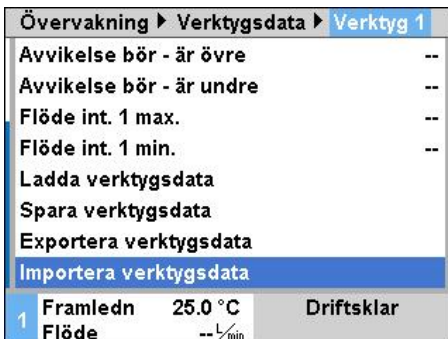 Övervakning ▶ Verktygsdata ▶ Verktyg 1
Avvikelse bör - är övre --
Avvikelse bör - är undre --
Flöde int. 1 max. --
Flöde int. 1 min. --
Ladda verktygsdata
Spara verktygsdata
Exportera verktygsdata
Importera verktygsdata
1 Framledn 25.0 °C Driftsklar
Flöde -- L/min